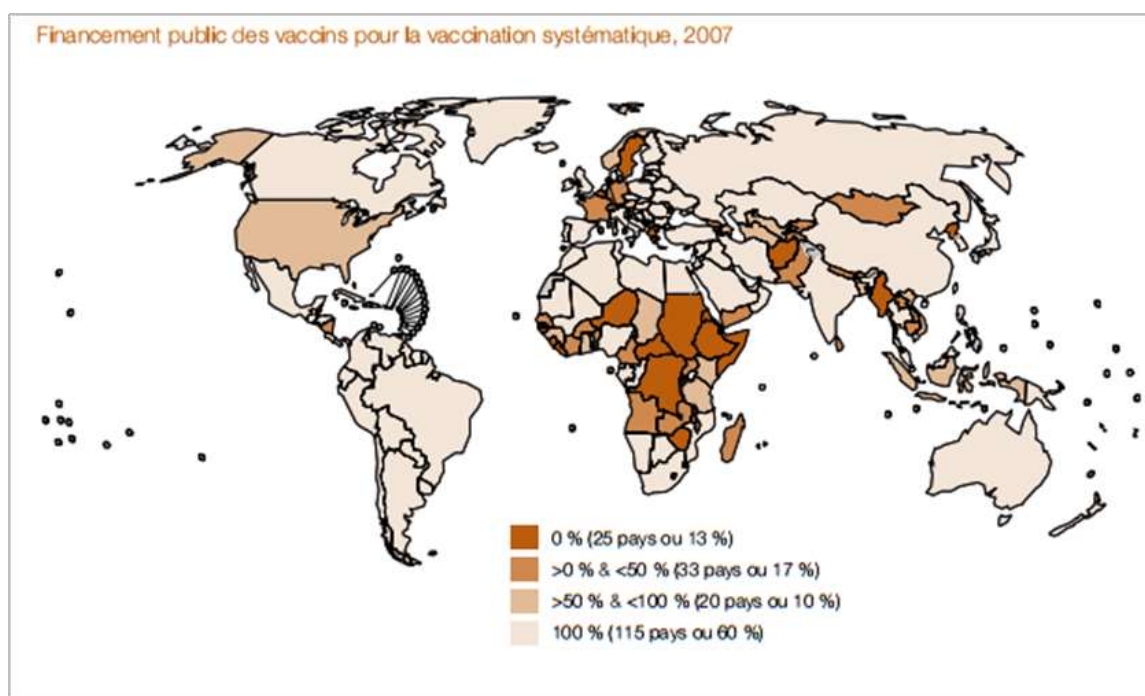 Financement public des vaccins pour la vaccination systématique, 2007
0 % (25 pays ou 13 %)
>0 % & <50 % (33 pays ou 17 %)
>50 % & <100 % (20 pays ou 10 %)
100 % (115 pays ou 60 %)